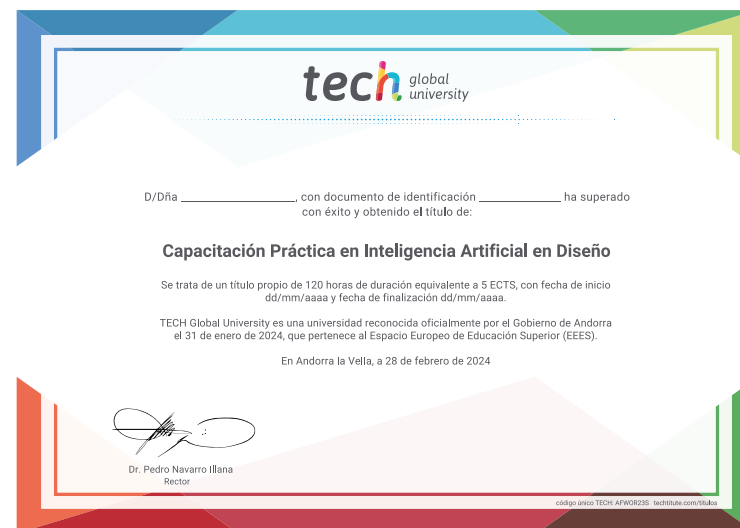 tech global
university
D/Dña ______________, con documento de identificación __________ ha superado
con éxito y obtenido el título de:
Capacitación Práctica en Inteligencia Artificial en Diseño
Se trata de un título propio de 120 horas de duración equivalente a 5 ECTS, con fecha de inicio
dd/mm/aaaa y fecha de finalización dd/mm/aaaa.
TECH Global University es una universidad reconocida oficialmente por el Gobierno de Andorra
el 31 de enero de 2024, que pertenece al Espacio Europeo de Educación Superior (EEES).
En Andorra la Vella, a 28 de febrero de 2024
Dr. Pedro Navarro Illana
Rector
código único TECH: AFWOR23S techtitute.com/titulos